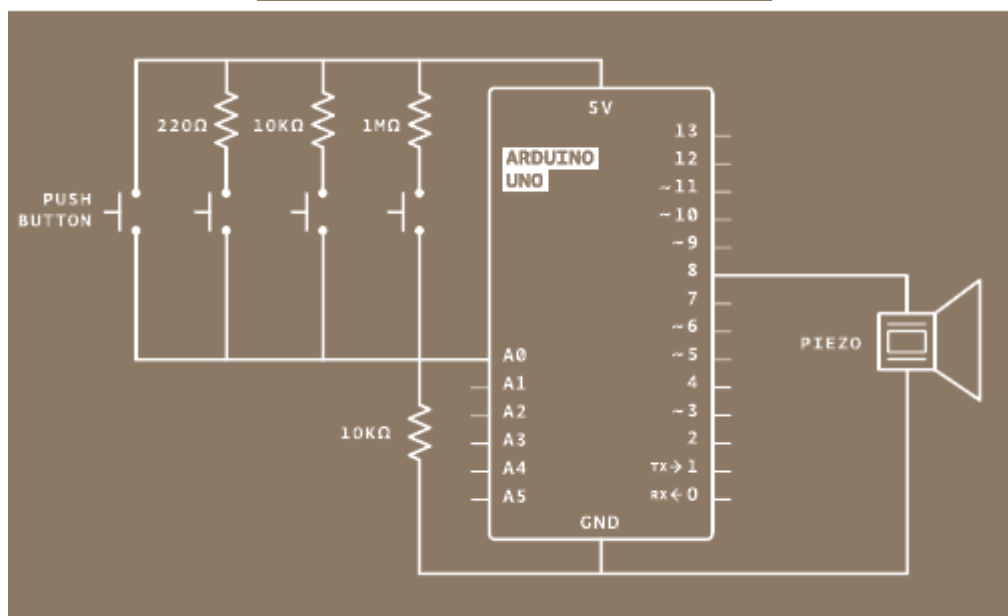 5V
220Ω
10KΩ
1MΩ
ARDUINO
UNO
PUSH
BUTTON
13
12
~11
~10
~9
8
7
~6
~5
4
~3
2
TX→1
RX←0
A0
A1
A2
A3
A4
A5
10KΩ
PIEZO
GND